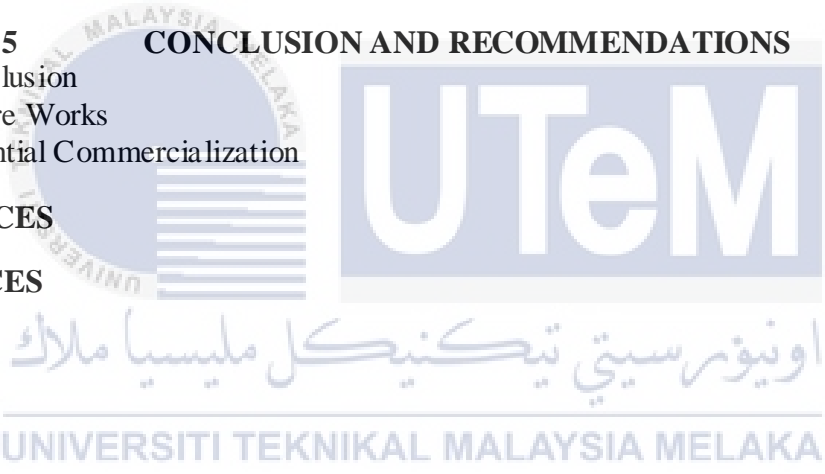 5 CONCLUSION AND RECOMMENDATIONS
lusion
re Works
ntial Commercialization
CES
CES
UTeM
اونيۏرسيتي تيكنيكل مليسيا ملاك
UNIVERSITI TEKNIKAL MALAYSIA MELAKA